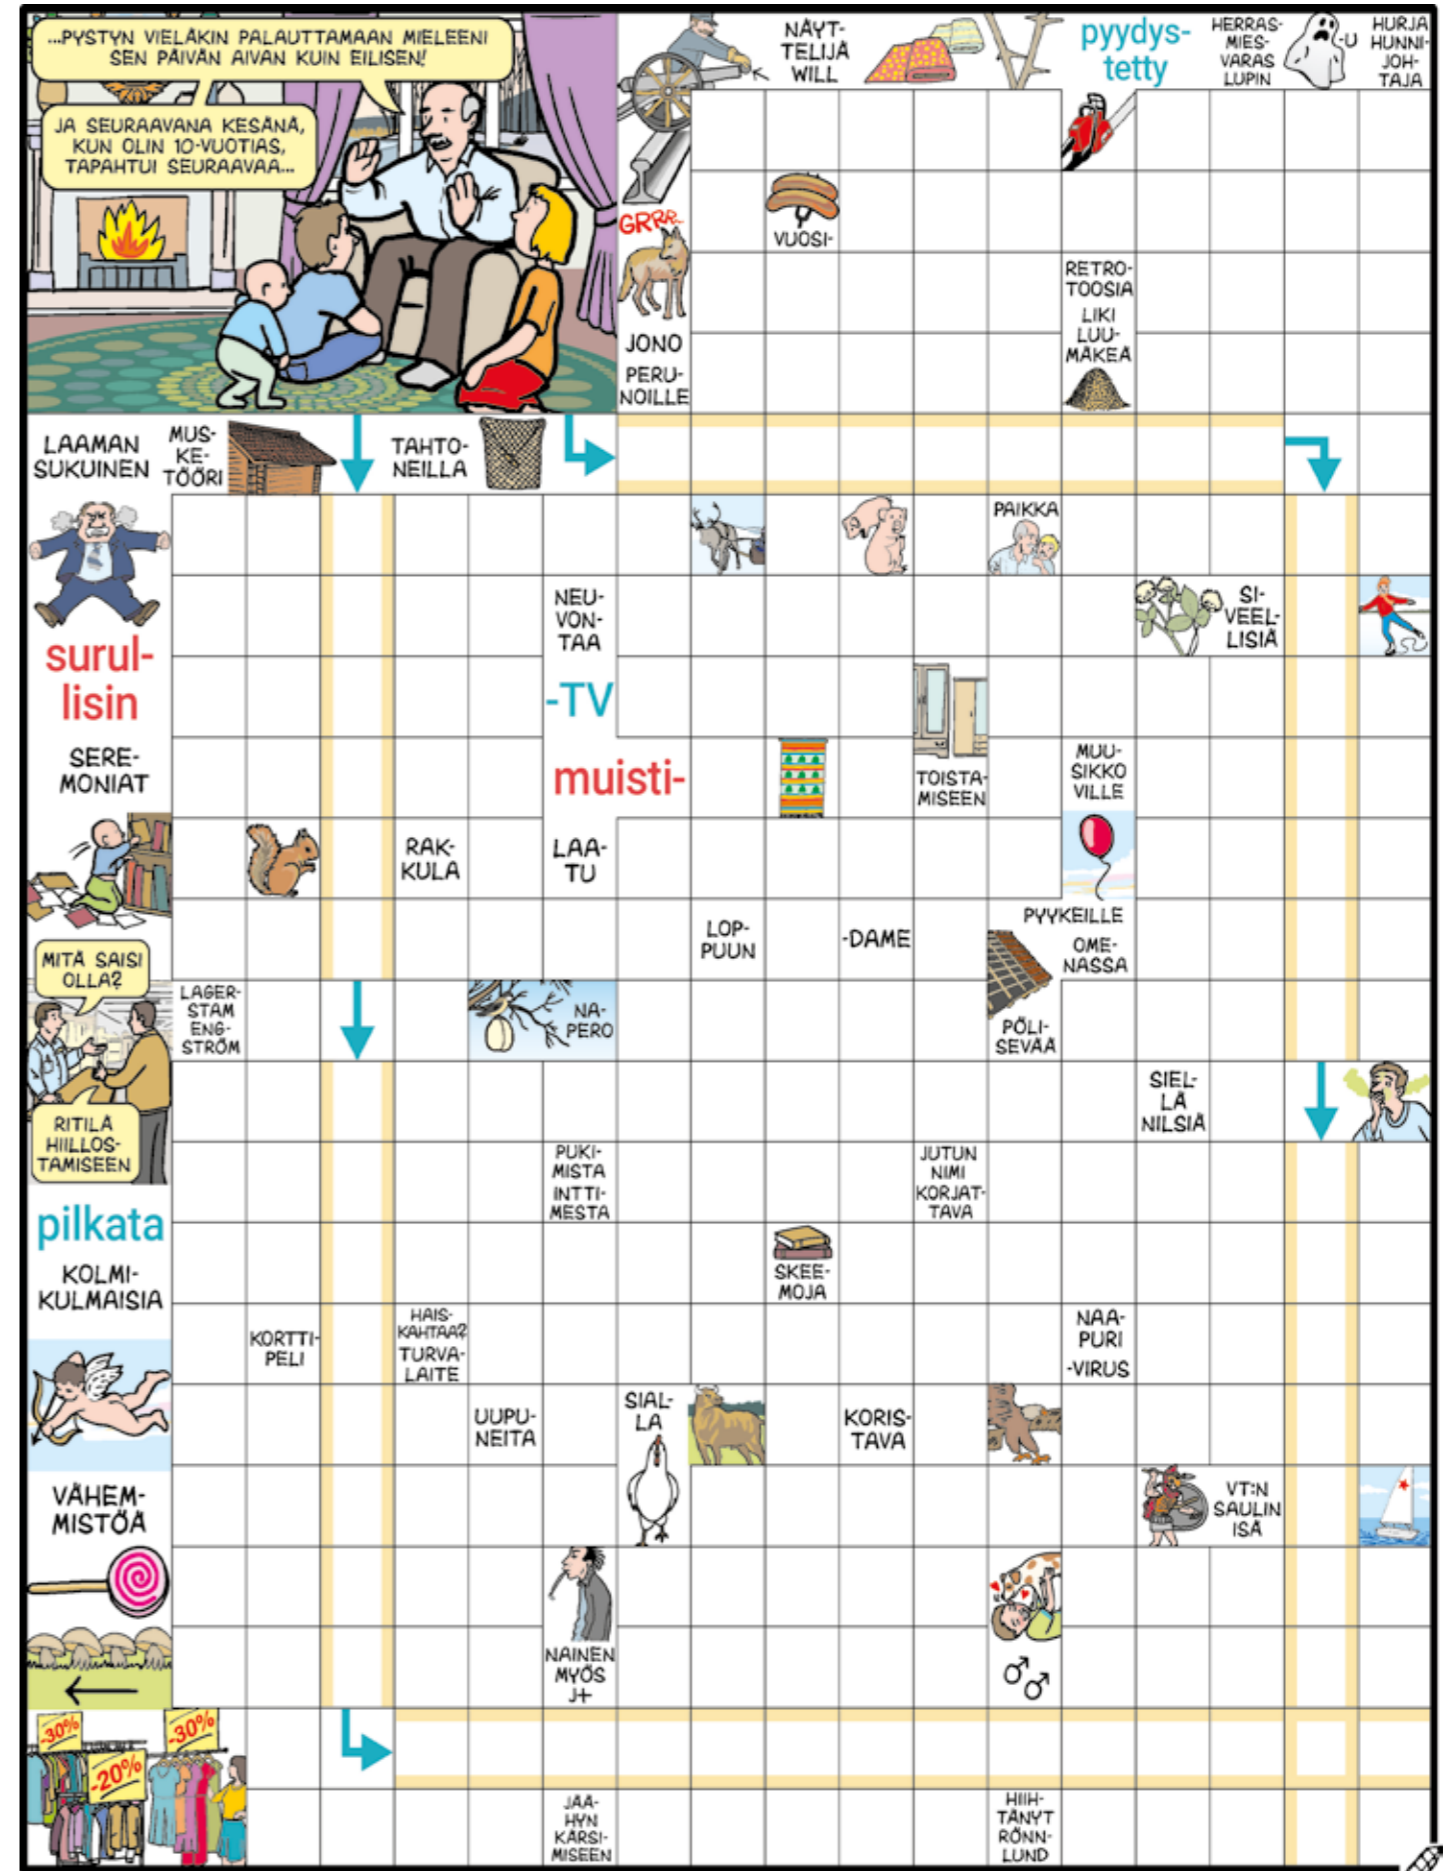 ...PYSTYN VIELÄKIN PALAUTTAMAAN MIELEENI
SEN PÄIVÄN AIVAN KUIN EILISEN!
JA SEURAAVANA KESÄNÄ,
KUN OLIN 10-VUOTIAS,
TAPAHTUI SEURAAVAA...
NÄYT-
TELIJÄ
WILL
pyydys-
tetty
HERRAS-
MIES-
VARAS
LUPIN
-U
HURJA
HUNNI-
JOH-
TAJA
GRRR..
VUOSI-
JONO
PERU-
NOILLE
RETRO-
TOOSIA
LIKI
LUU-
MÄKEÄ
LAAMAN
SUKUINEN
MUS-
KE-
TÖÖRI
TAHTO-
NEILLA
PAIKKA
NEU-
VON-
TAA
SI-
VEEL-
LISIÄ
surul-
lisin
-TV
SERE-
MONIAT
muisti-
TOISTA-
MISEEN
MUU-
SIKKO
VILLE
RAK-
KULA
LAA-
TU
LOP-
PUUN
-DAME
PYYKEILLE
OME-
NASSA
MITÄ SAISI
OLLA?
LAGER-
STAM
ENG-
STRÖM
NA-
PERO
PÖLI-
SEVÄÄ
RITILÄ
HIILLOS-
TAMISEEN
SIEL-
LÄ
NILSIÄ
PUKI-
MISTA
INTTI-
MESTA
JUTUN
NIMI
KORJAT-
TAVA
pilkata
KOLMI-
KULMAISIA
SKEE-
MOJA
KORTTI-
PELI
HAIS-
KAHTAA?
TURVA-
LAITE
NAA-
PURI
-VIRUS
UUPU-
NEITA
SIAL-
LA
KORIS-
TAVA
VÄHEM-
MISTÖÄ
VT:N
SAULIN
ISÄ
NAINEN
MYÖS
J+
-30%
-30%
-20%
JÄÄ-
HYN
KÄRSI-
MISEEN
HIIH-
TÄNYT
RÖNN-
LUND